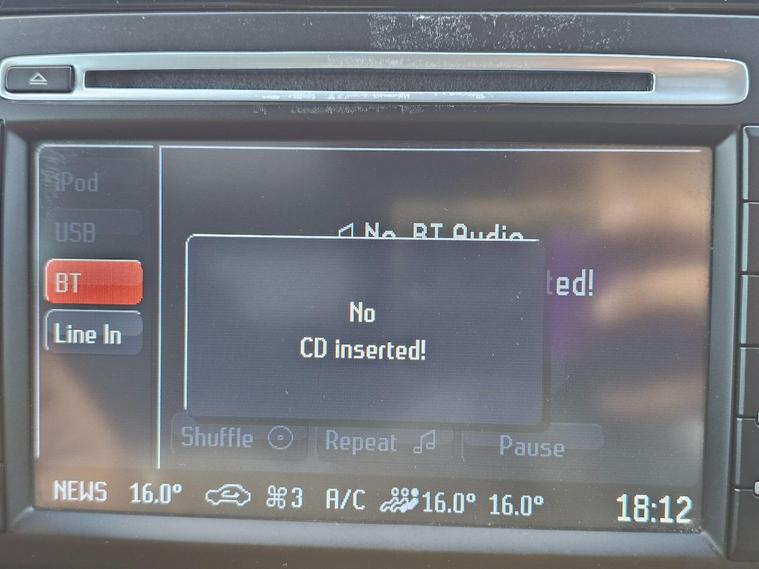 iPod
USB
BT
Line In
No BT Audio
ted!
No
CD inserted!
Shuffle
Repeat
Pause
NEWS 16.0° 3 A/C 16.0° 16.0° 18:12